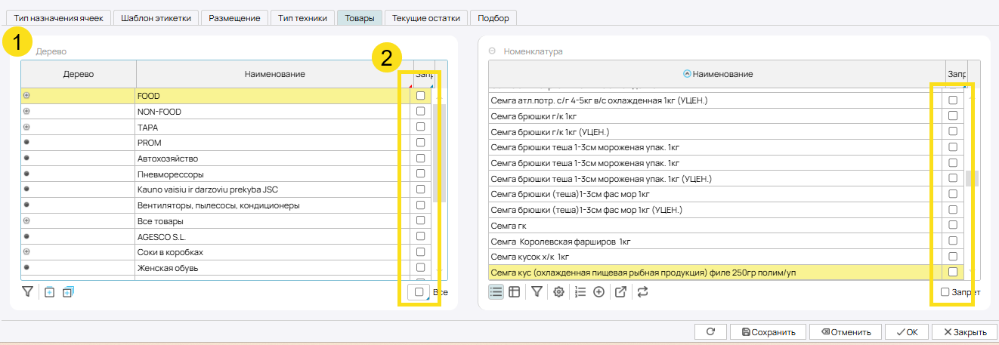 Тип назначения ячеек
Шаблон этикетки
Размещение
Тип техники
Товары
Текущие остатки
Подбор
1
Дерево
2
Дерево
Наименование
Запр
FOOD
NON-FOOD
ТАРА
PROM
Автохозяйство
Пневморессоры
Kauno vaisiu ir darzoviu prekyba JSC
Вентиляторы, пылесосы, кондиционеры
Все товары
AGESCO S.L.
Соки в коробках
Женская обувь
Все
Номенклатура
Наименование
Запр
Семга атл.потр. с/г 4-5кг в/с охлажденная 1кг (УЦЕН.)
Семга брюшки г/к 1кг
Семга брюшки г/к 1кг (УЦЕН.)
Семга брюшки теша 1-3см мороженая упак. 1кг
Семга брюшки теша 1-3см мороженая упак. 1кг
Семга брюшки теша 1-3см мороженая упак. 1кг (УЦЕН.)
Семга брюшки (теша)1-3см фас мор 1кг
Семга брюшки (теша)1-3см фас мор 1кг (УЦЕН.)
Семга гк
Семга Королевская фарширов 1кг
Семга кусок х/к 1кг
Семга кус (охлажденная пищевая рыбная продукция) филе 250гр полим/уп
Запрет
Сохранить
Отменить
ОК
Закрыть